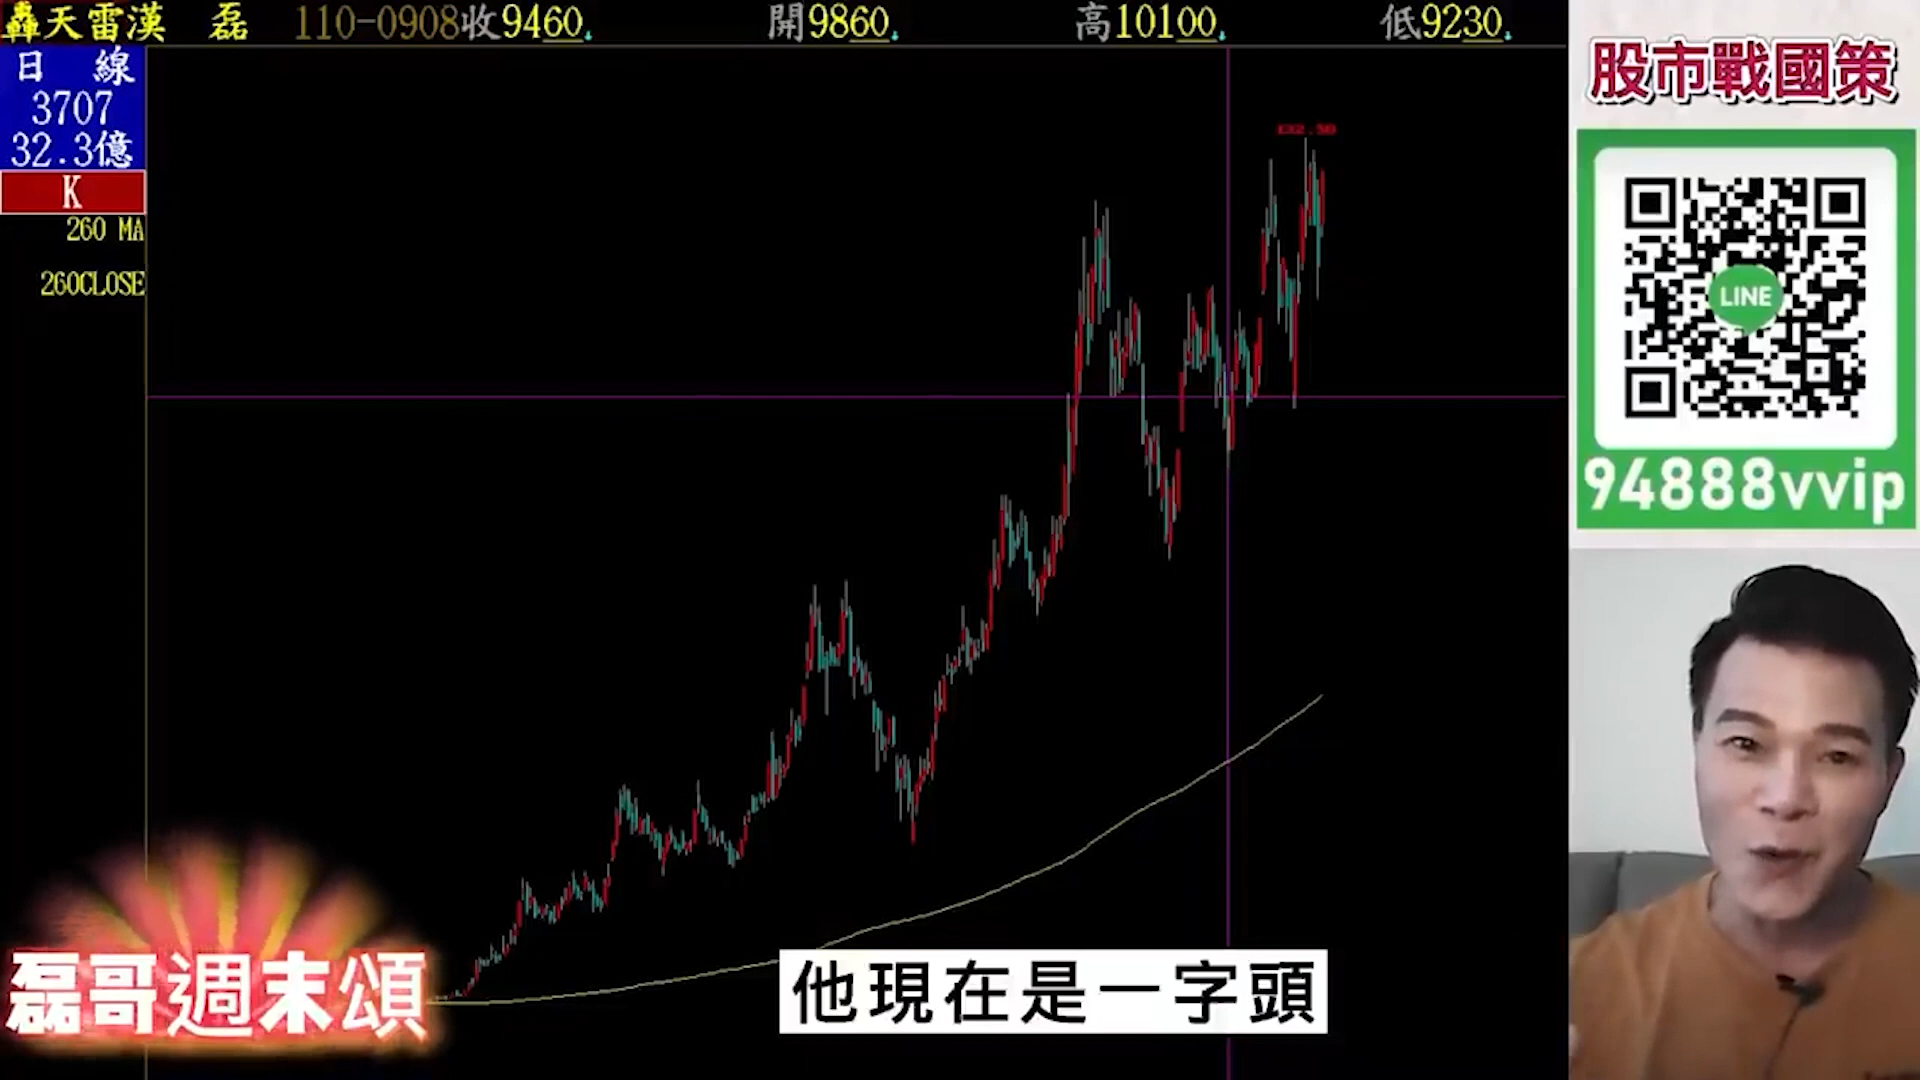 轟天雷漢 磊 110-0908收9460 開9860 高10100 低9230
股市戰國策
日 線
3707
32.3億
K
260 MA
260CLOSE
132.50
LINE
94888vvip
磊哥週末頌
他現在是一字頭